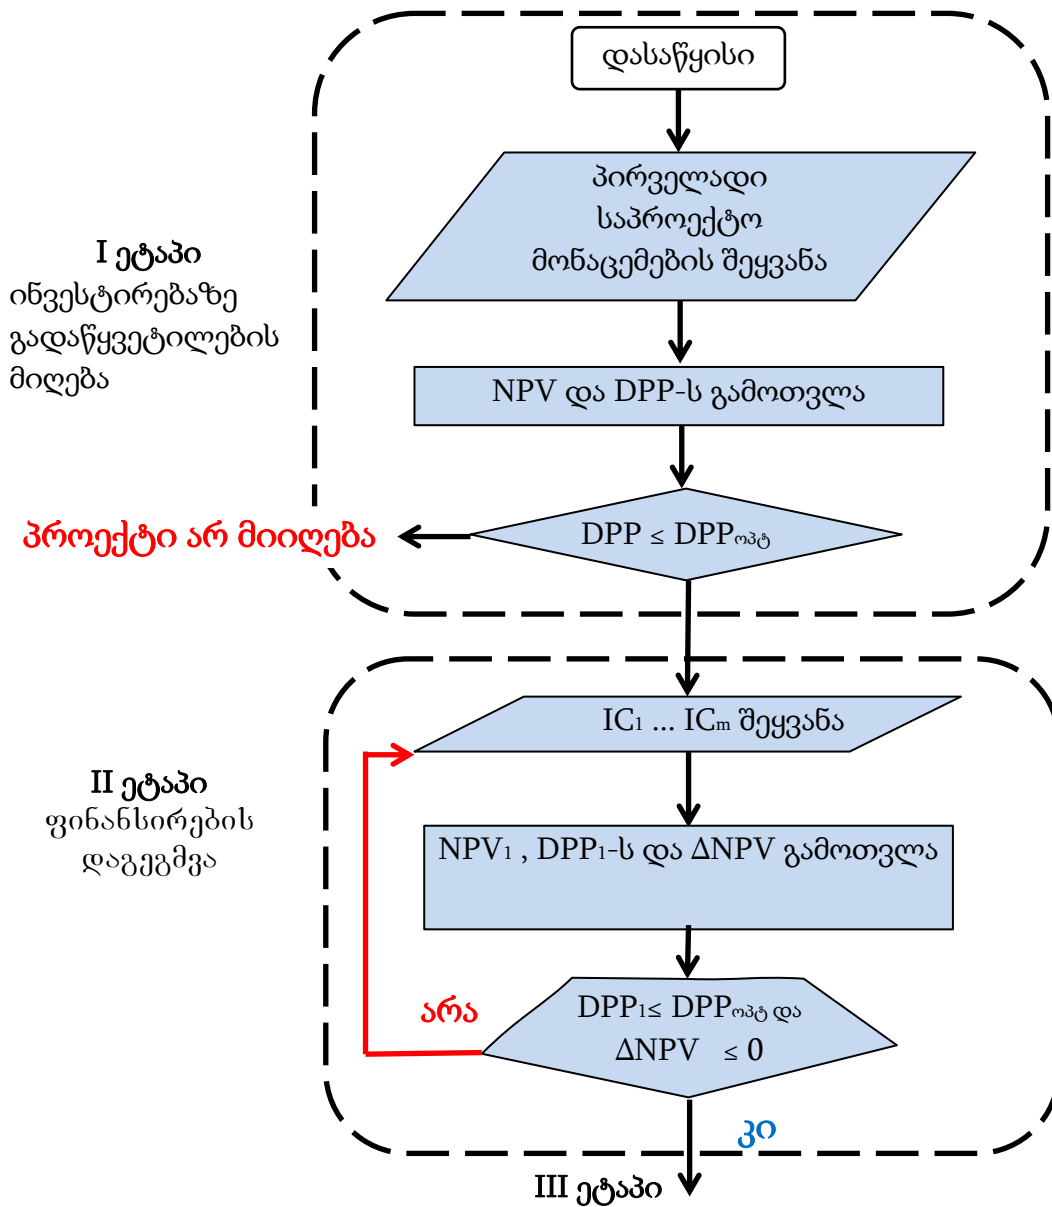 დასაწყისი
პირველადი
საპროექტო
მონაცემების შეყვანა
I ეტაპი
ინვესტირებაზე
გადაწყვეტილების
მიღება
NPV და DPP-ს გამოთვლა
DPP ≤ DPPოპტ
პროექტი არ მიიღება
IC1 ... ICm შეყვანა
II ეტაპი
ფინანსირების
დაგეგმვა
NPV1 , DPP1-ს და ΔNPV გამოთვლა
DPP1≤ DPPოპტ და
ΔNPV ≤ 0
არა
კი
III ეტაპი